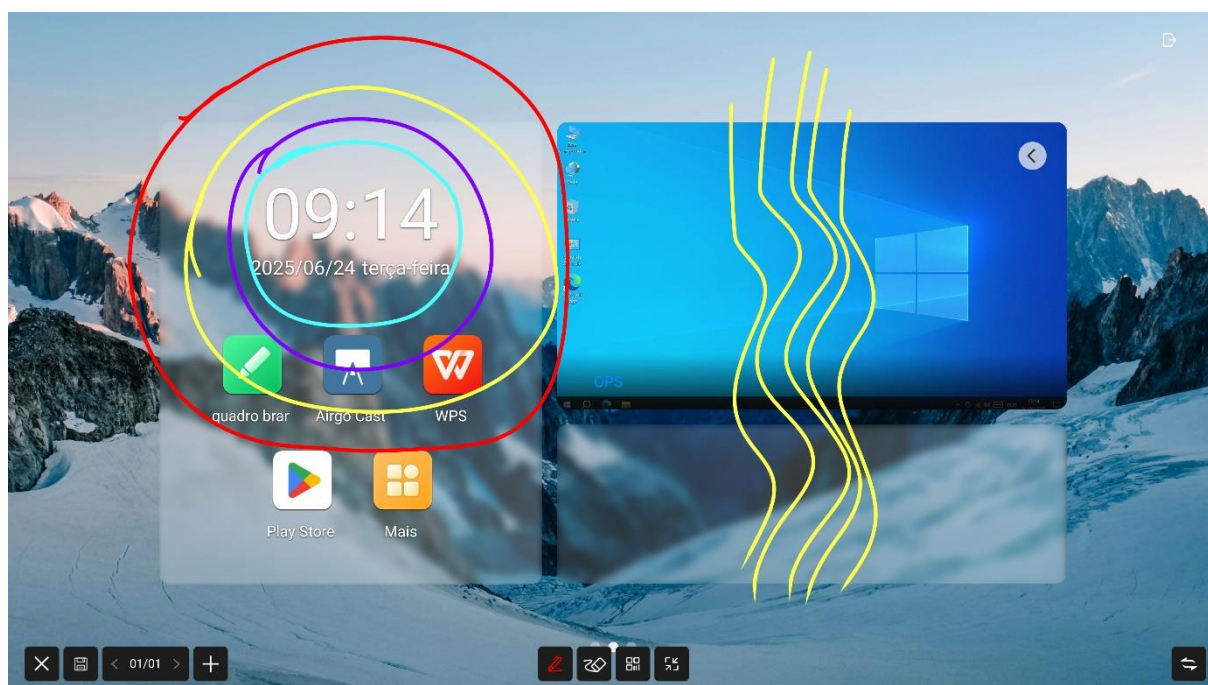 09:14
2025/06/24 terça-feira
quadro brar
Airgo Cast
WPS
Play Store
Mais
OPS
01/01